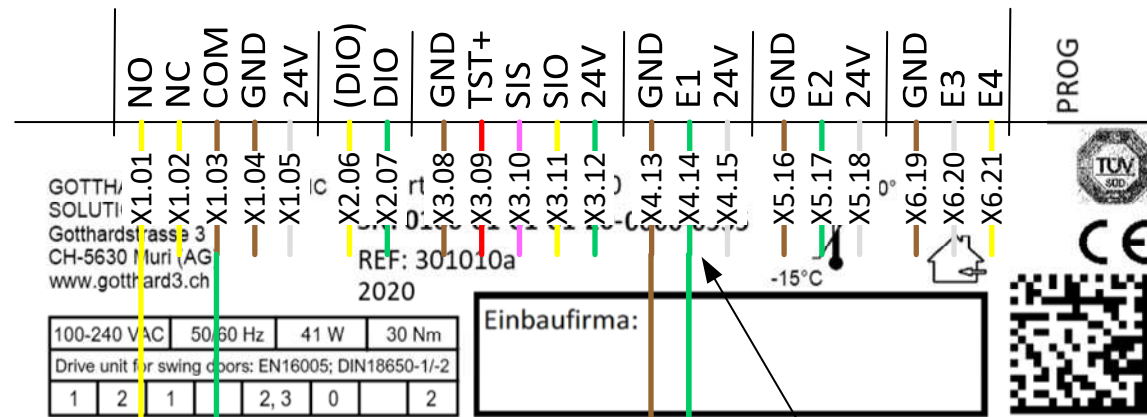 NO NC COM GND 24V (DIO) DIO GND TST+ SIS SIO 24V GND E1 24V GND E2 24V GND E3 E4 PROG
X1.01 X1.02 X1.03 X1.04 X1.05 X2.06 X2.07 X3.08 X3.09 X3.10 X3.11 X3.12 X4.13 X4.14 X4.15 X5.16 X5.17 X5.18 X6.19 X6.20 X6.21
TÜV
SÜD
Gotthardstrasse 3
CH-5630 Muri (AG)
www.gotthard3.ch
REF: 301010a
2020
-15°C
CE
100-240 VAC 50/60 Hz 41 W 30 Nm
Drive unit for swing doors: EN16005; DIN18650-1/-2
1 2 1 2, 3 0 2
Einbaufirma: